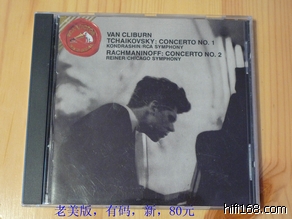 VAN CLIBURN
TCHAIKOVSKY: CONCERTO NO. 1
KONDRASHIN/RCA SYMPHONY
RACHMANINOFF: CONCERTO NO. 2
REINER/CHICAGO SYMPHONY
老美版，有码，新，80元
hifi168.com